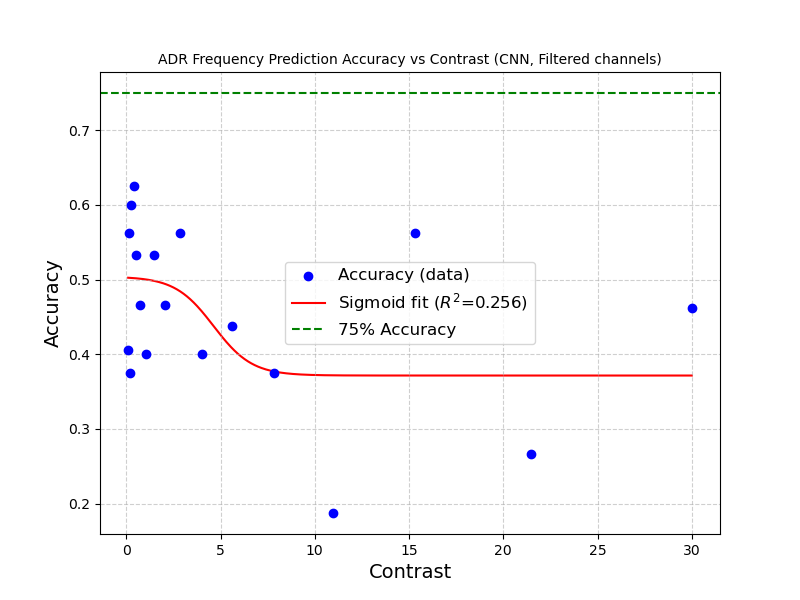 ADR Frequency Prediction Accuracy vs Contrast (CNN, Filtered channels)
Accuracy
0.7
0.6
0.5
0.4
0.3
0.2
Accuracy (data)
Sigmoid fit (R²=0.256)
75% Accuracy
0 5 10 15 20 25 30
Contrast